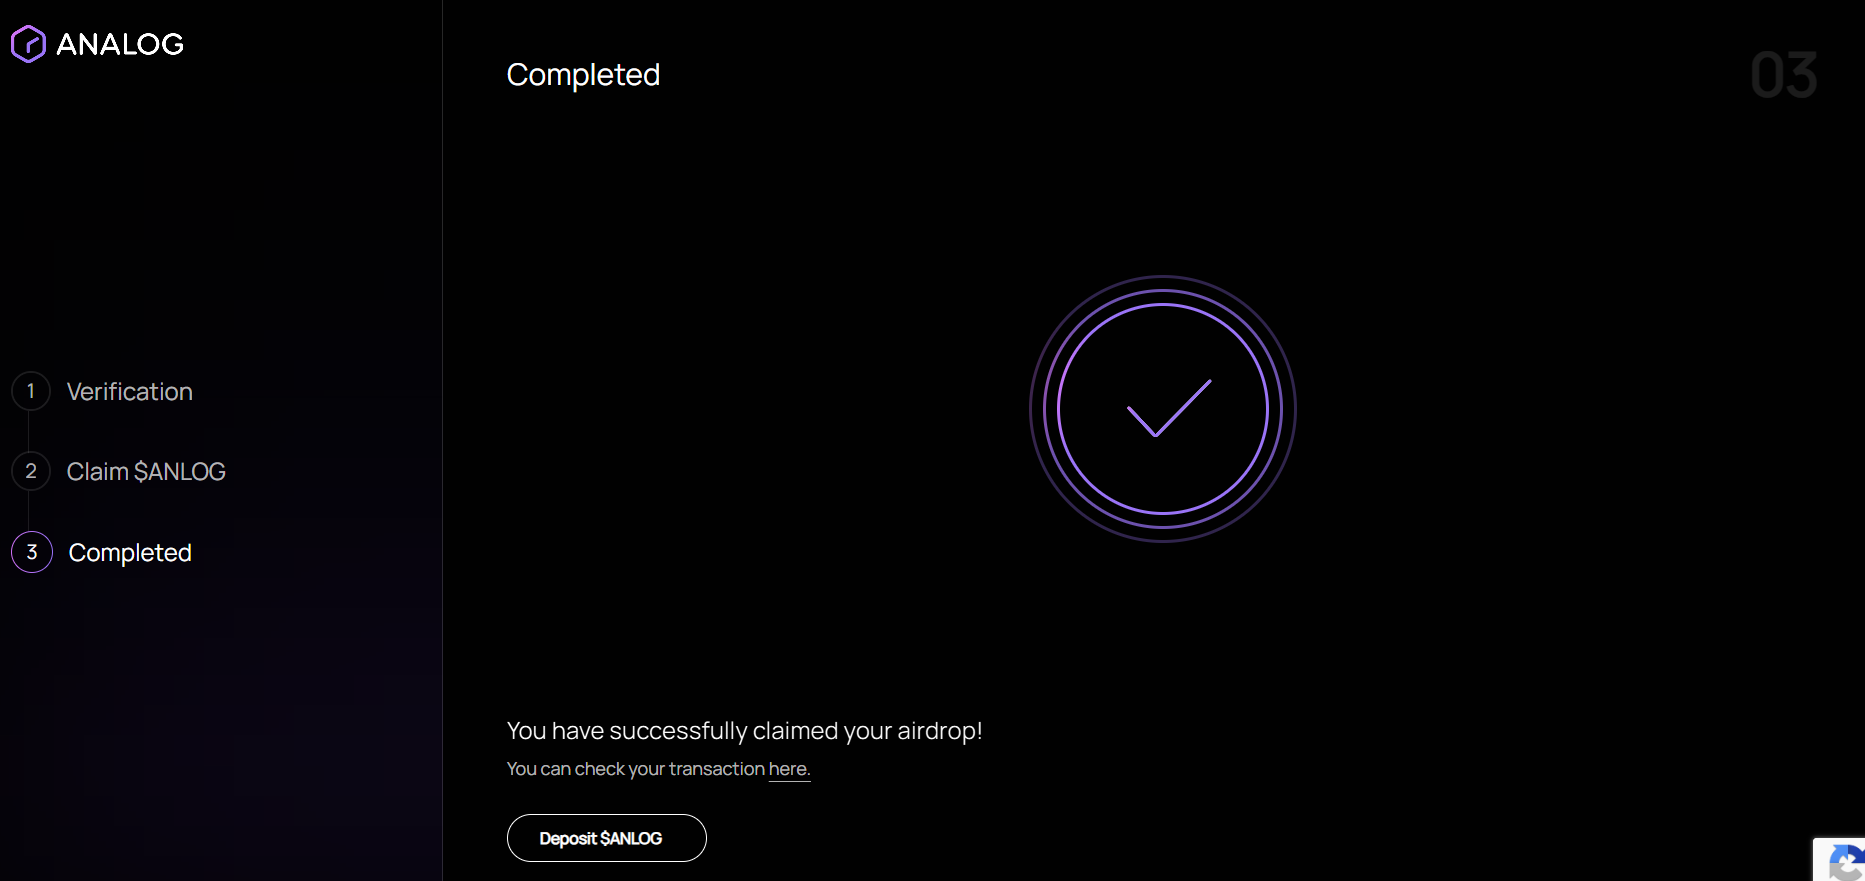 ANALOG
1 Verification
2 Claim $ANLOG
3 Completed
Completed
03
You have successfully claimed your airdrop!
You can check your transaction here.
Deposit $ANLOG